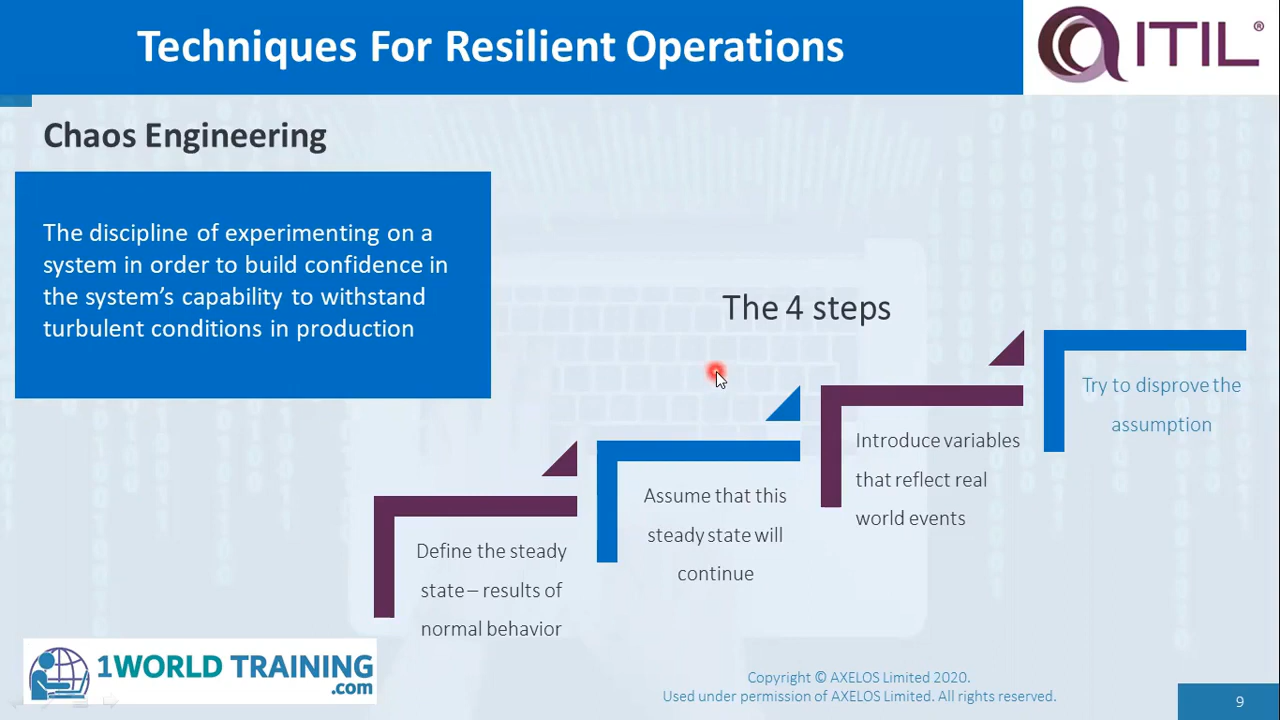 Techniques For Resilient Operations
ITIL®
Chaos Engineering
The discipline of experimenting on a
system in order to build confidence in
the system’s capability to withstand
turbulent conditions in production
The 4 steps
Define the steady
state – results of
normal behavior
Assume that this
steady state will
continue
Introduce variables
that reflect real
world events
Try to disprove the
assumption
1WORLD TRAINING
.com
Copyright © AXELOS Limited 2020.
Used under permission of AXELOS Limited. All rights reserved.
9